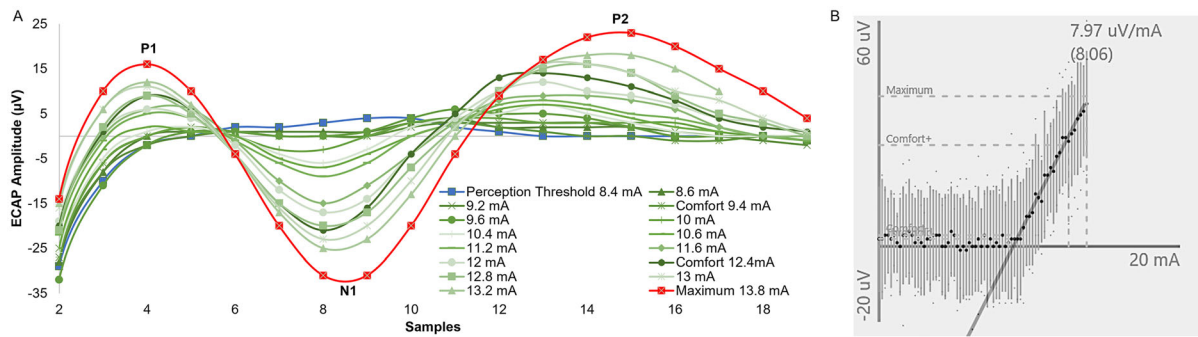 A
25
15
5
-5
-15
-25
-35
ECAP Amplitude (µV)
P1
N1
P2
Perception Threshold 8.4 mA
8.6 mA
9.2 mA
Comfort 9.4 mA
9.6 mA
10 mA
10.4 mA
10.6 mA
11.2 mA
11.6 mA
12 mA
Comfort 12.4mA
12.8 mA
13 mA
13.2 mA
Maximum 13.8 mA
2 4 6 8 10 12 14 16 18
Samples
B
60 uV
-20 uV
7.97 uV/mA
(8.06)
Maximum
Comfort+
20 mA